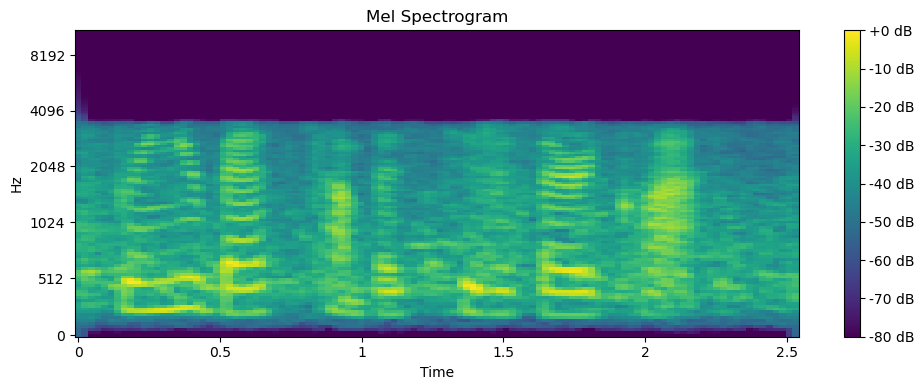 Mel Spectrogram
Hz
8192
4096
2048
1024
512
0
0
0.5
1
1.5
2
2.5
Time
+0 dB
-10 dB
-20 dB
-30 dB
-40 dB
-50 dB
-60 dB
-70 dB
-80 dB